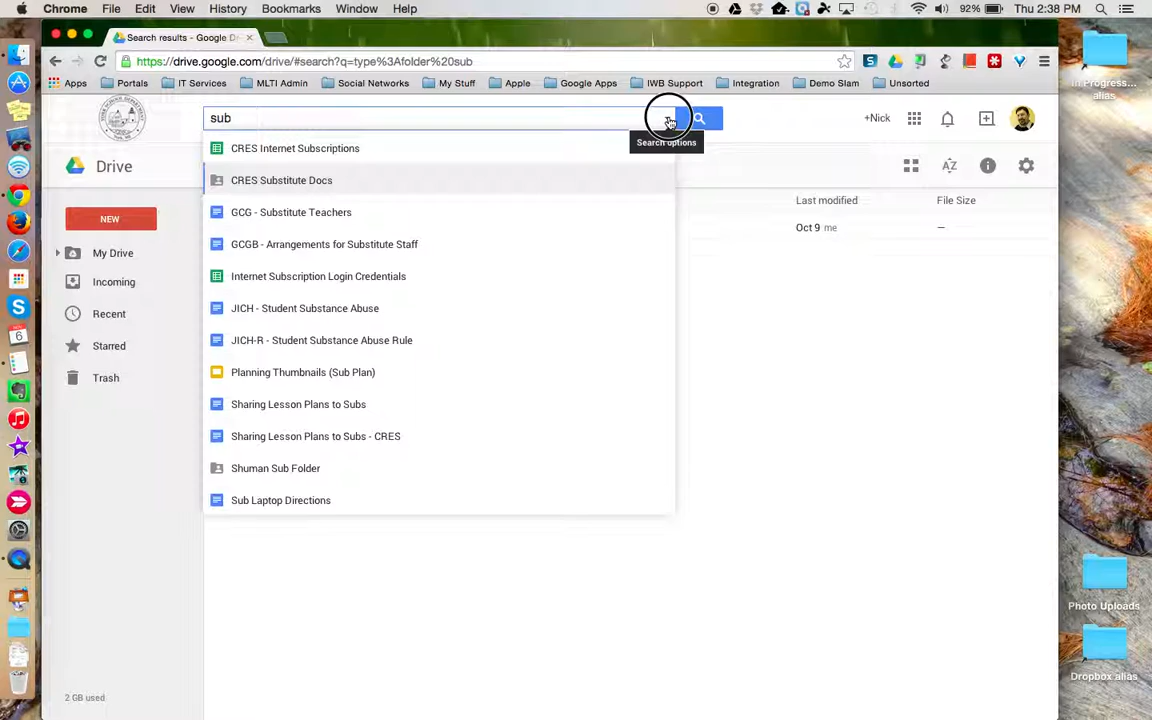 Chrome File Edit View History Bookmarks Window Help 92% Thu 2:38 PM
Search results - Google D
https://drive.google.com/drive/#search?q=type%3Afolder%20sub
Apps Portals IT Services MLTI Admin Social Networks My Stuff Apple Google Apps IWB Support Integration Demo Slam Unsorted
In Progress...
alias
sub
+Nick
Search options
Drive
CRES Internet Subscriptions
CRES Substitute Docs
Last modified File Size
NEW
GCG - Substitute Teachers
Oct 9 me —
My Drive
GCGB - Arrangements for Substitute Staff
Incoming
Internet Subscription Login Credentials
Recent
JICH - Student Substance Abuse
Starred
JICH-R - Student Substance Abuse Rule
Trash
Planning Thumbnails (Sub Plan)
Sharing Lesson Plans to Subs
Sharing Lesson Plans to Subs - CRES
Shuman Sub Folder
Sub Laptop Directions
Photo Uploads
Dropbox alias
2 GB used